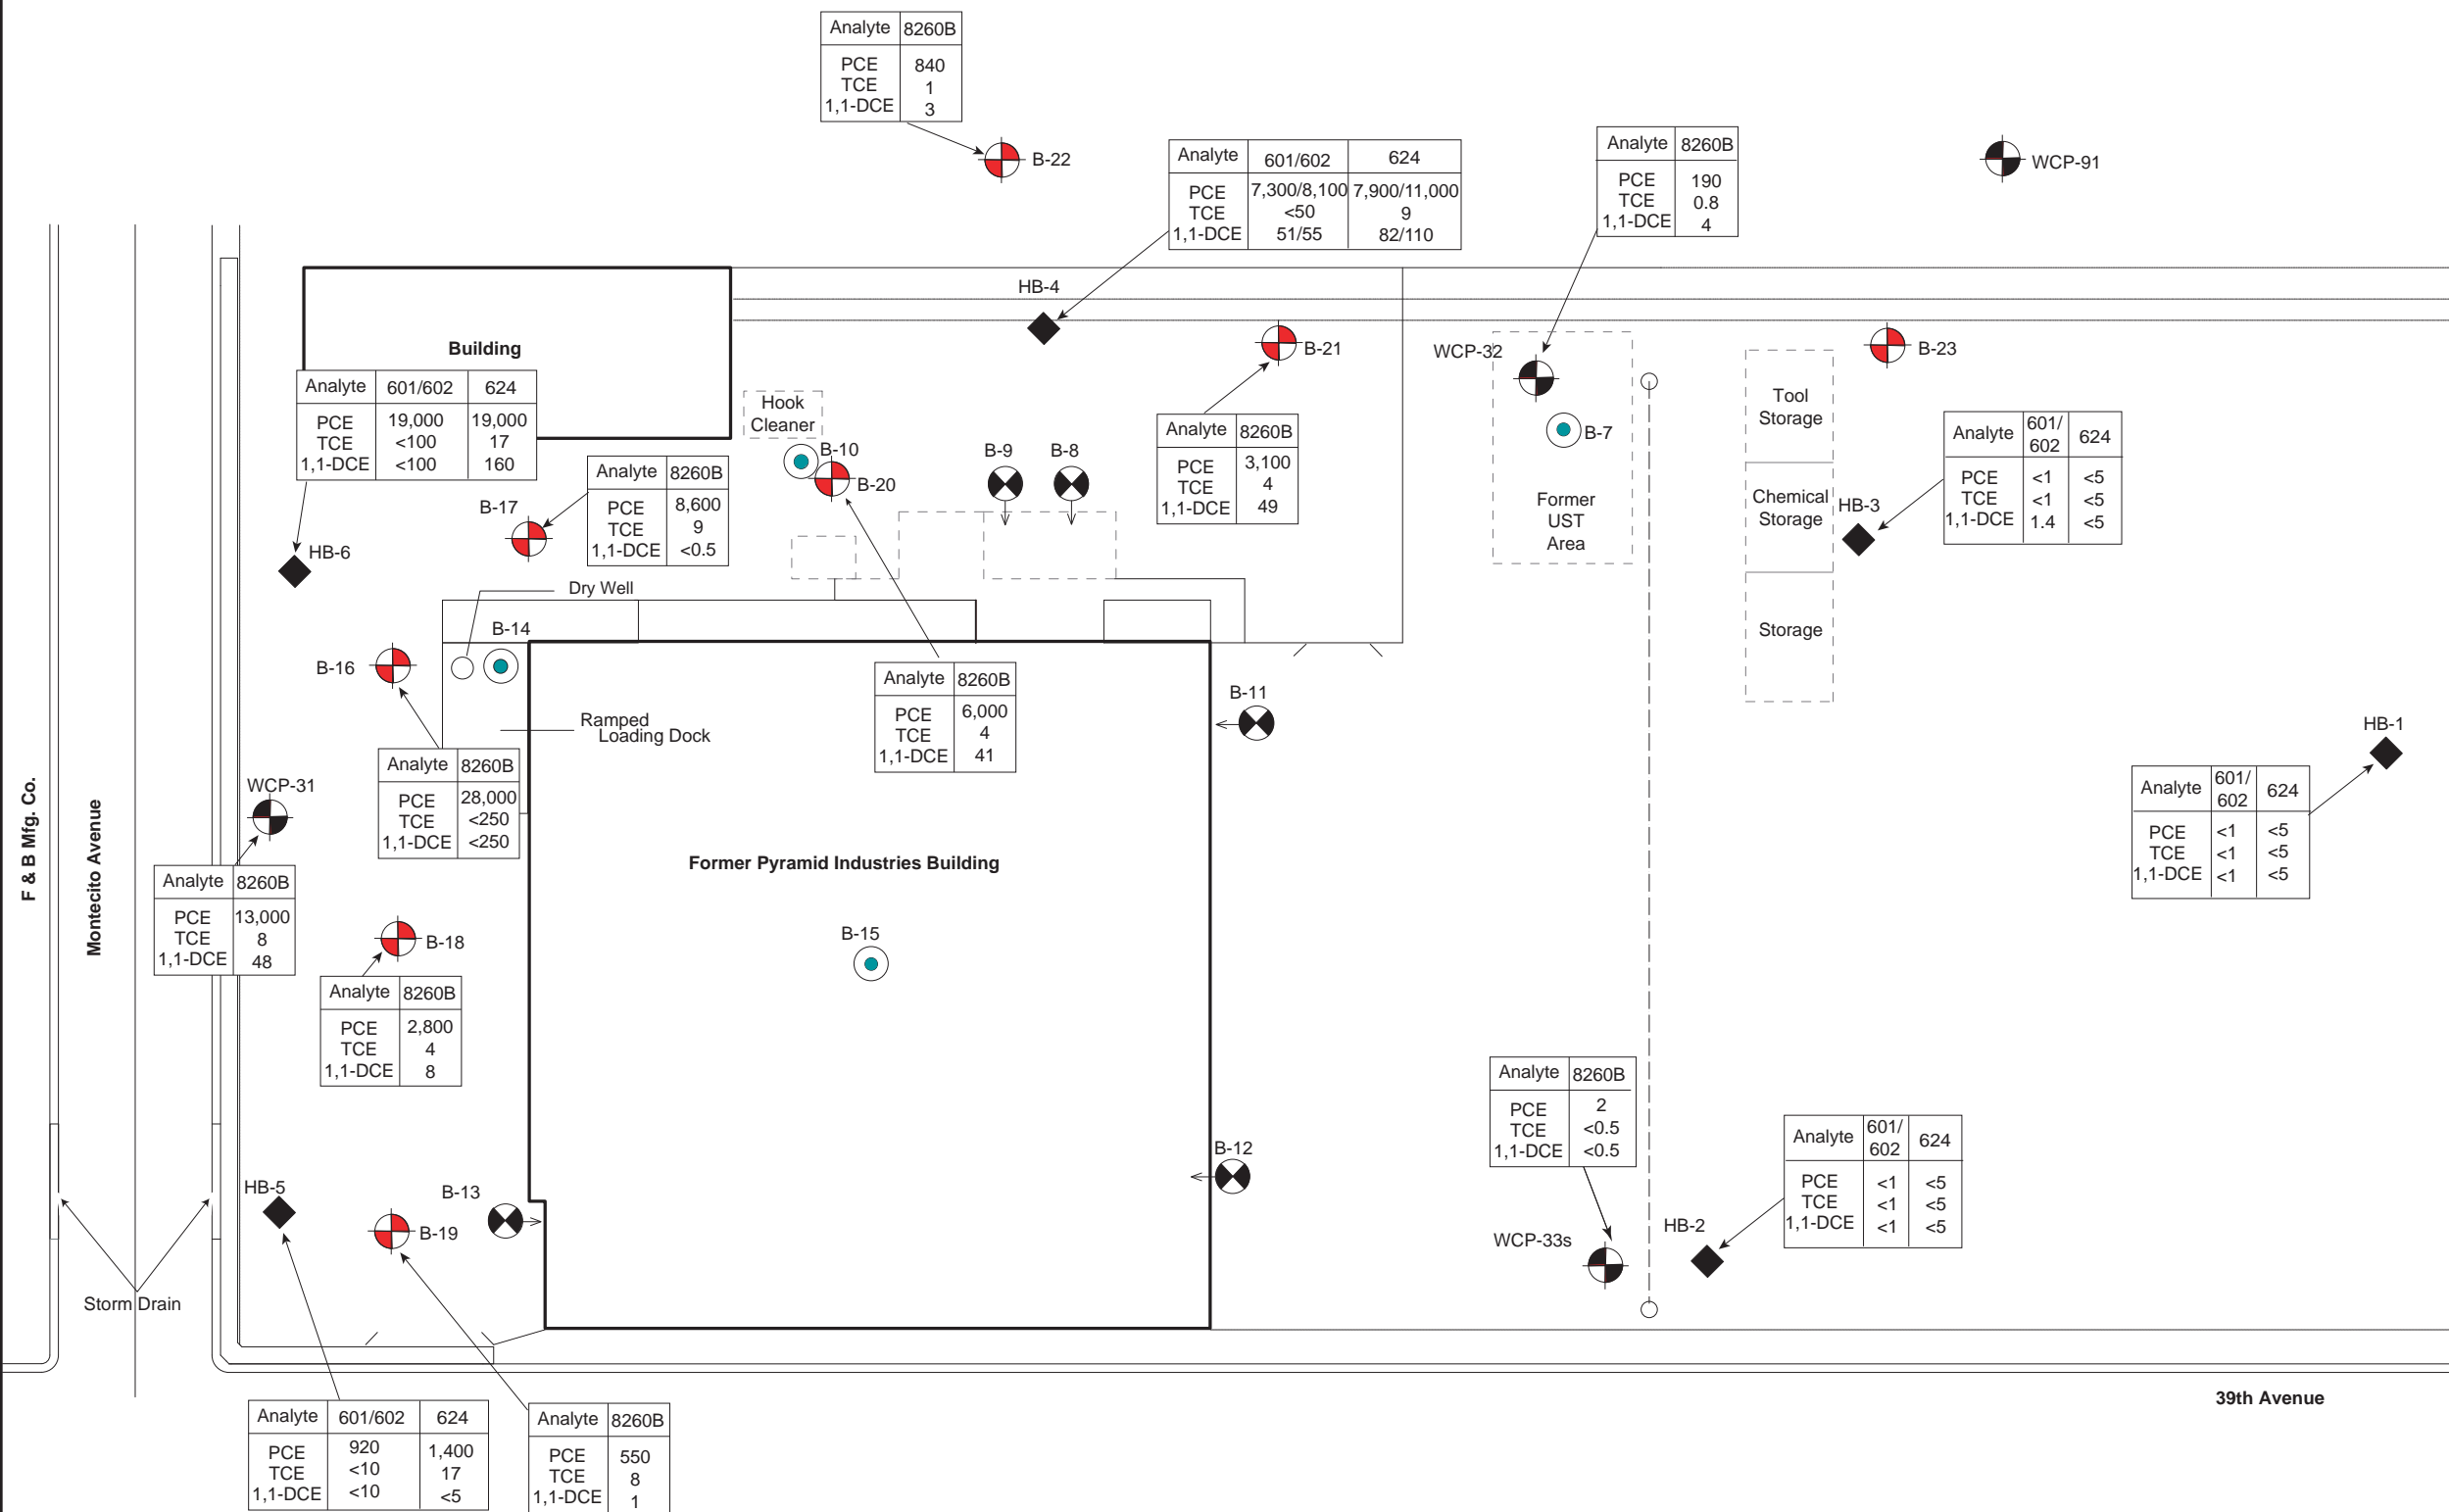 Analyte 8260B
PCE 840
TCE 1
1,1-DCE 3
B-22
Analyte 601/602 624
PCE 7,300/8,100 7,900/11,000
TCE <50 9
1,1-DCE 51/55 82/110
Analyte 8260B
PCE 190
TCE 0.8
1,1-DCE 4
WCP-91
HB-4
Building
B-21
WCP-32
B-23
Analyte 601/602 624
PCE 19,000 19,000
TCE <100 17
1,1-DCE <100 160
Hook
Cleaner
B-10
B-20
B-9
B-8
Analyte 8260B
PCE 3,100
TCE 4
1,1-DCE 49
B-7
Former
UST
Area
Tool
Storage
Chemical
Storage
Storage
HB-3
Analyte 601/
602 624
PCE <1 <5
TCE <1 <5
1,1-DCE 1.4 <5
B-17
Analyte 8260B
PCE 8,600
TCE 9
1,1-DCE <0.5
HB-6
Dry Well
B-14
B-16
Analyte 8260B
PCE 6,000
TCE 4
1,1-DCE 41
B-11
Ramped
Loading Dock
HB-1
Analyte 8260B
PCE 28,000
TCE <250
1,1-DCE <250
WCP-31
Analyte 601/
602 624
PCE <1 <5
TCE <1 <5
1,1-DCE <1 <5
F & B Mfg. Co.
Montecito Avenue
Former Pyramid Industries Building
Analyte 8260B
PCE 13,000
TCE 8
1,1-DCE 48
B-18
B-15
Analyte 8260B
PCE 2,800
TCE 4
1,1-DCE 8
Analyte 8260B
PCE 2
TCE <0.5
1,1-DCE <0.5
B-12
Analyte 601/
602 624
PCE <1 <5
TCE <1 <5
1,1-DCE <1 <5
HB-5
B-13
B-19
WCP-33s
HB-2
Storm Drain
39th Avenue
Analyte 601/602 624
PCE 920 1,400
TCE <10 17
1,1-DCE <10 <5
Analyte 8260B
PCE 550
TCE 8
1,1-DCE 1